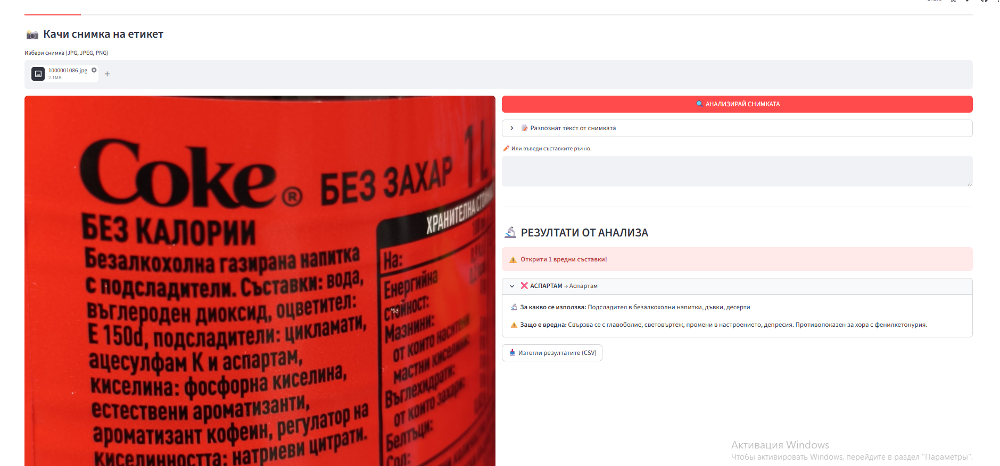 Качи снимка на етикет
Избери снимка (JPG, JPEG, PNG)
1000001086.jpg
2.1MB
Coke® БЕЗ ЗАХАР 1 L
БЕЗ КАЛОРИИ
Безалкохолна газирана напитка
с подсладители. Съставки: вода,
въглероден диоксид, оцветител:
Е 150d, подсладители: цикламати,
ацесулфам К и аспартам,
киселина: фосфорна киселина,
естествени ароматизанти,
ароматизант кофеин, регулатор на
киселинността: натриеви цитрати.
ХРАНИТЕЛНА
На:
Енергийна
стойност:
Мазнини:
от които наситени
мастни киселини:
Въглехидрати:
от които захари:
Белтъци:
Сол:
АНАЛИЗИРАЙ СНИМКАТА
Разпознат текст от снимката
Или въведи съставките ръчно:
РЕЗУЛТАТИ ОТ АНАЛИЗА
Открити 1 вредни съставки!
АСПАРТАМ → Аспартам
За какво се използва: Подсладител в безалкохолни напитки, дъвки, десерти
Защо е вредна: Свързва се с главоболие, световъртеж, промени в настроението, депресия. Противопоказен за хора с фенилкетонурия.
Изтегли резултатите (CSV)
Активация Windows
Чтобы активировать Windows, перейдите в раздел "Параметры".